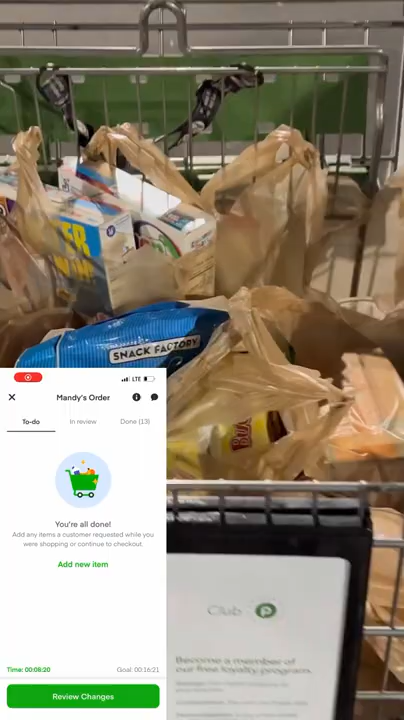 SNACK FACTORY
LTE
Mandy's Order
To-do
In review
Done (13)
You're all done!
Add any items a customer requested while you
were shopping or continue to checkout.
Add new item
Time: 00:08:20
Goal: 00:16:21
Review Changes
Club P
Become a member of
our free loyalty program.